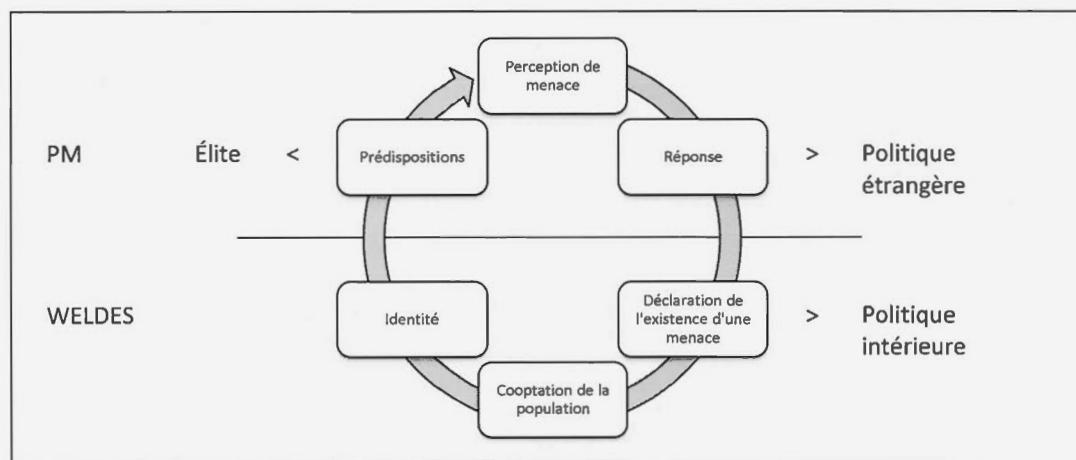 Perception de
menace
PM
Élite
<
Prédispositions
Réponse
>
Politique
étrangère
WELDES
Identité
Déclaration de
l'existence d'une
menace
>
Politique
intérieure
Cooptation de la
population